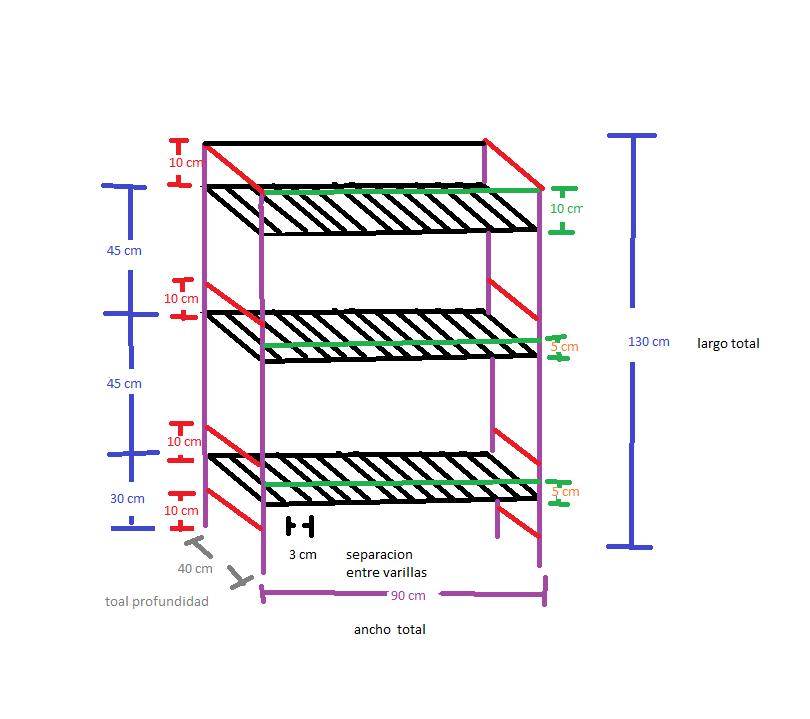 10 cm
10 cm
45 cm
10 cm
130 cm
largo total
5 cm
45 cm
10 cm
5 cm
30 cm
10 cm
3 cm
separacion
entre varillas
40 cm
90 cm
toal profundidad
ancho total